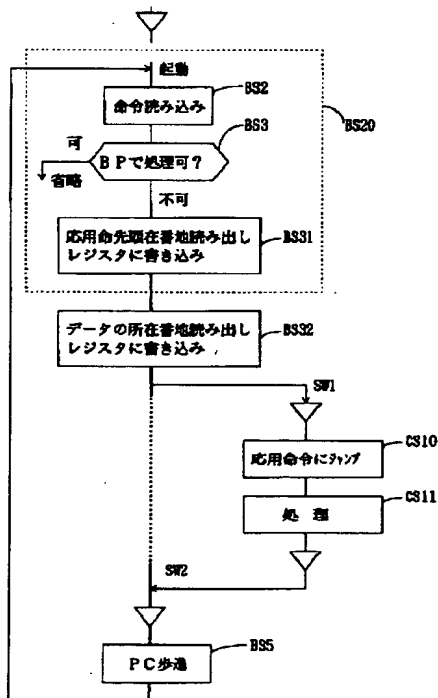 起動
BS2
命令読み込み
BS3
BS20
可
BPで処理可?
省略
不可
応用命先頭在番地読み出し
レジスタに書き込み
BS31
データの所在番地読み出し
レジスタに書き込み
BS32
SW1
CS10
応用命令にジャンプ
CS11
処 理
SW2
BS5
PC歩進